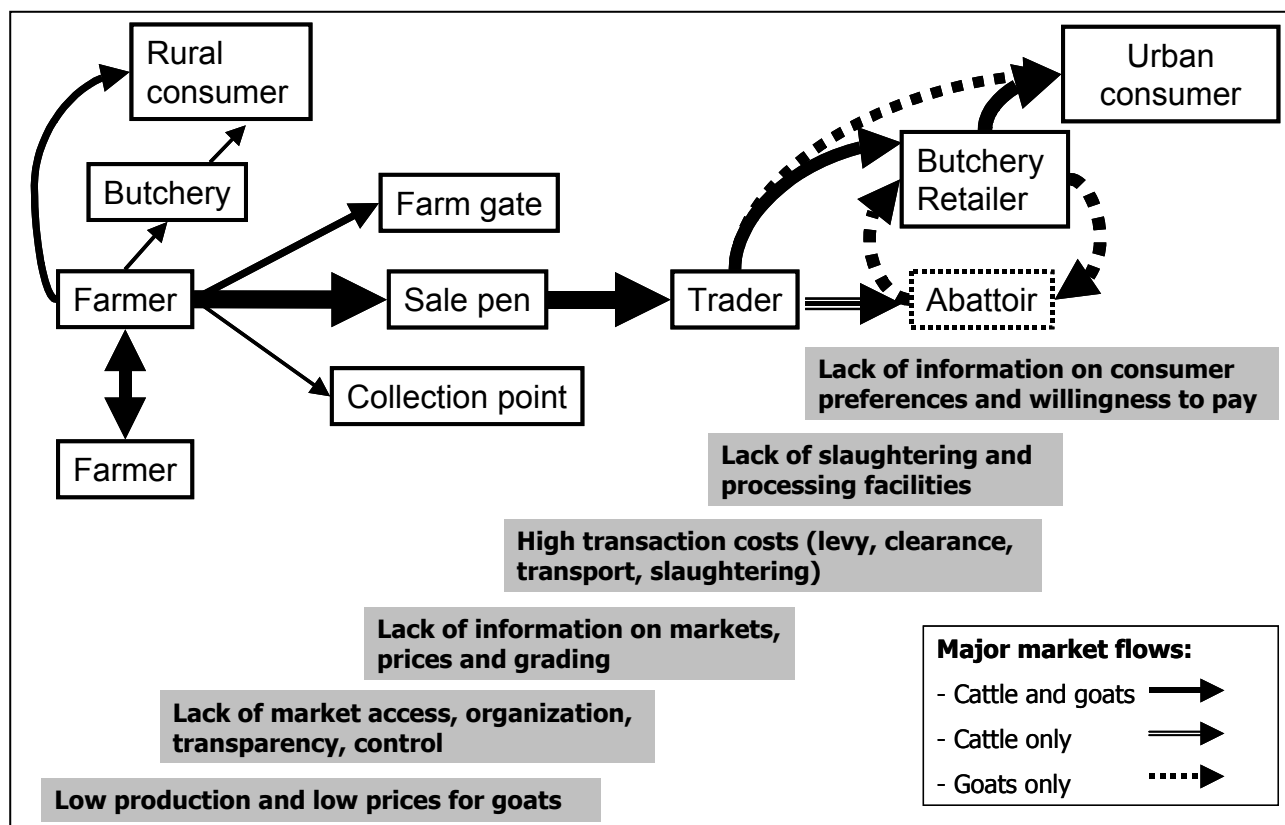 Rural
consumer
Urban
consumer
Butchery
Butchery
Retailer
Farm gate
Farmer
Sale pen
Trader
Abattoir
Collection point
Farmer
Lack of information on consumer
preferences and willingness to pay
Lack of slaughtering and
processing facilities
High transaction costs (levy, clearance,
transport, slaughtering)
Lack of information on markets,
prices and grading
Lack of market access, organization,
transparency, control
Low production and low prices for goats
Major market flows:
- Cattle and goats
- Cattle only
- Goats only